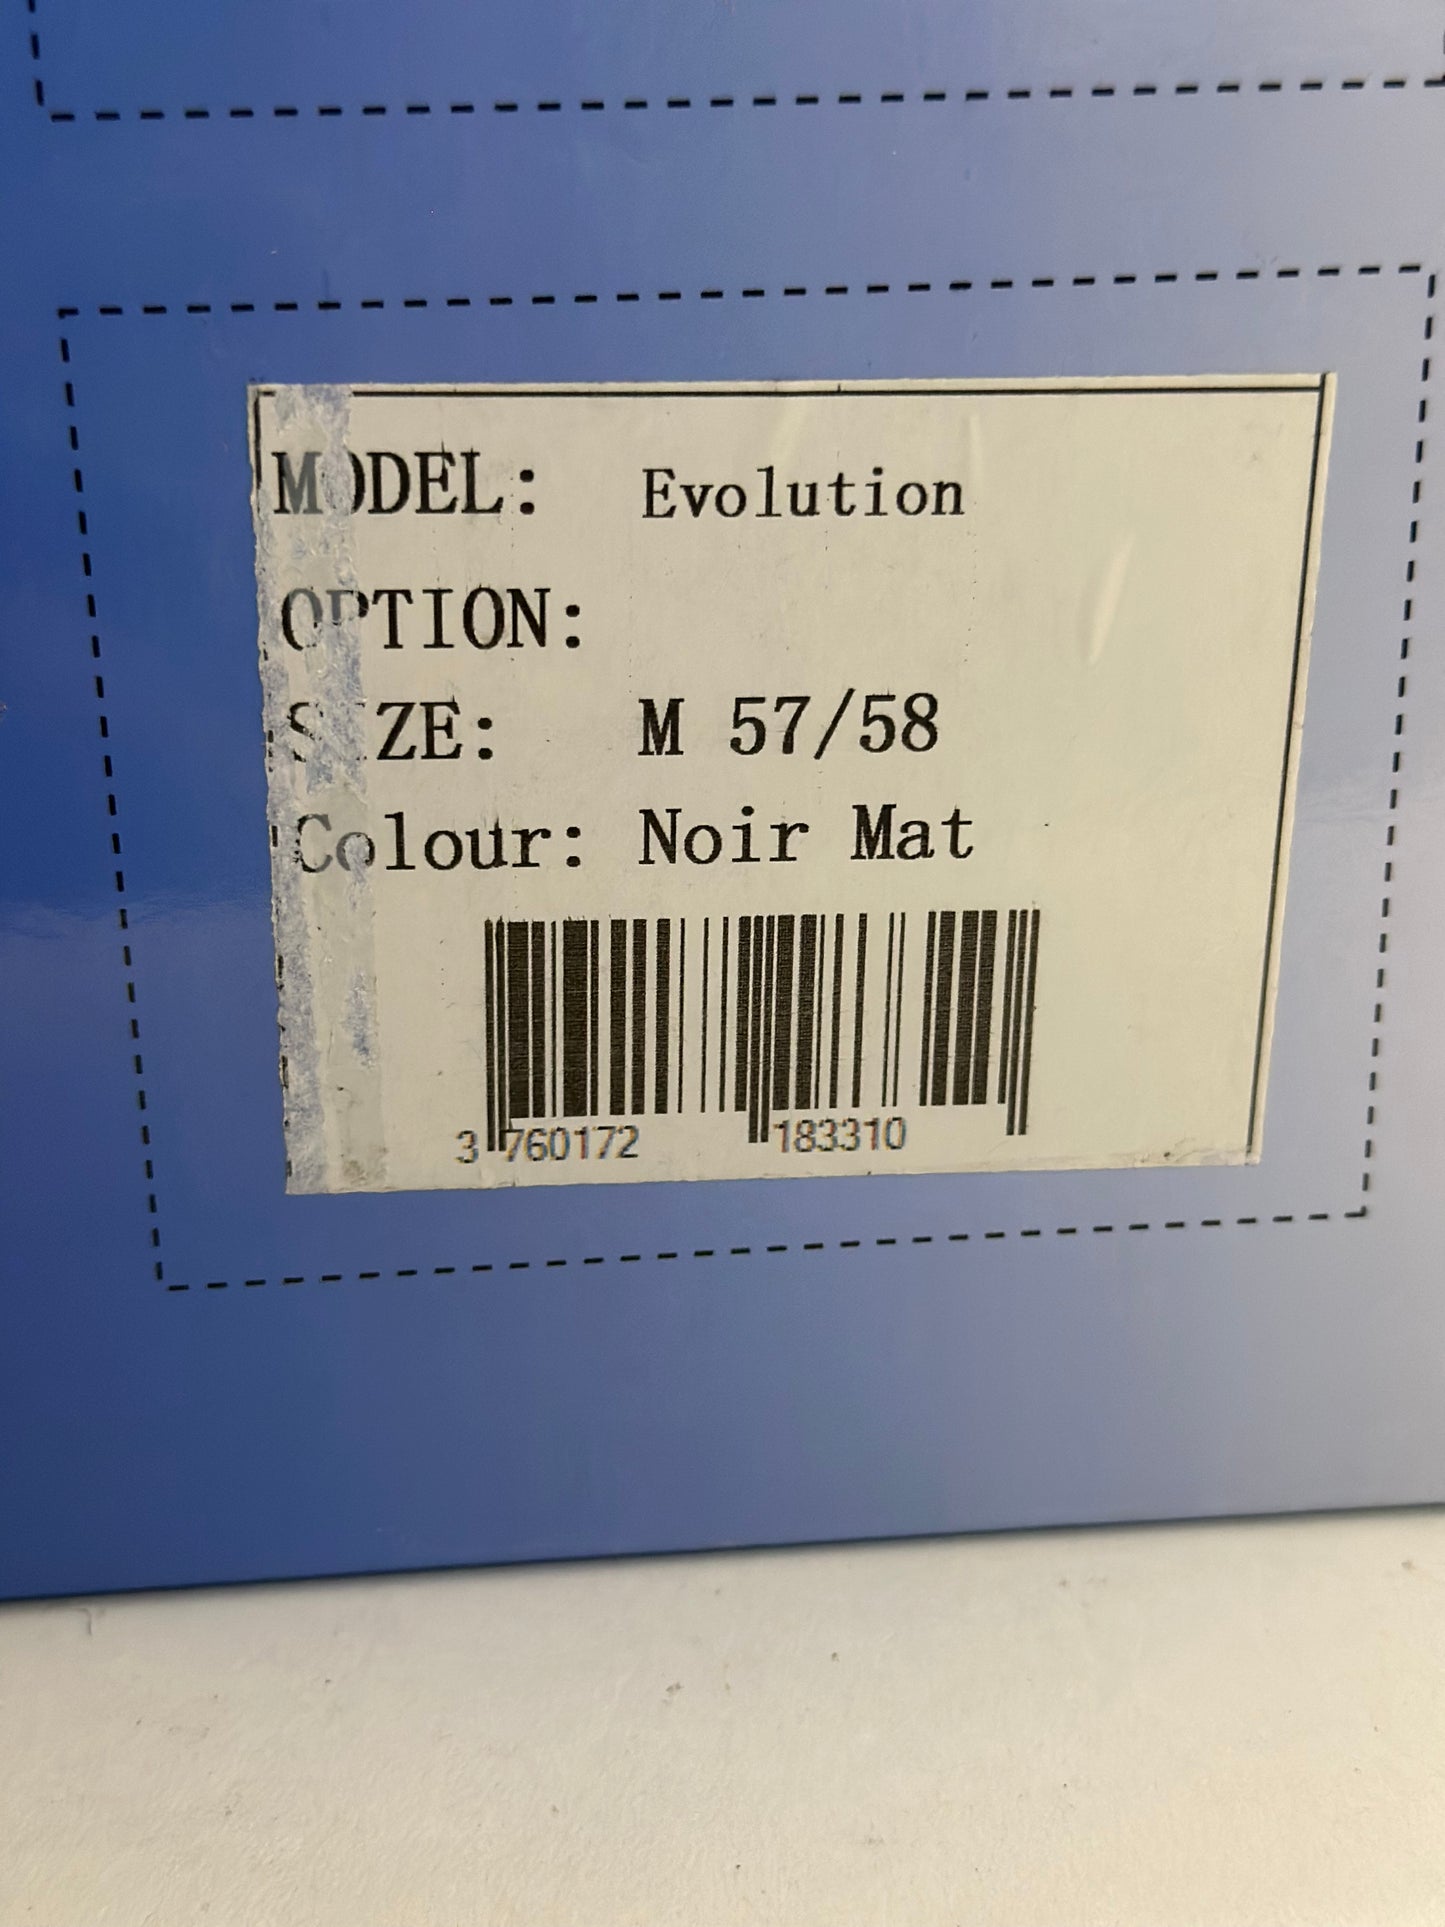 MODEL: Evolution
OPTION:
SIZE: M 57/58
Colour: Noir Mat
3 760172 183310